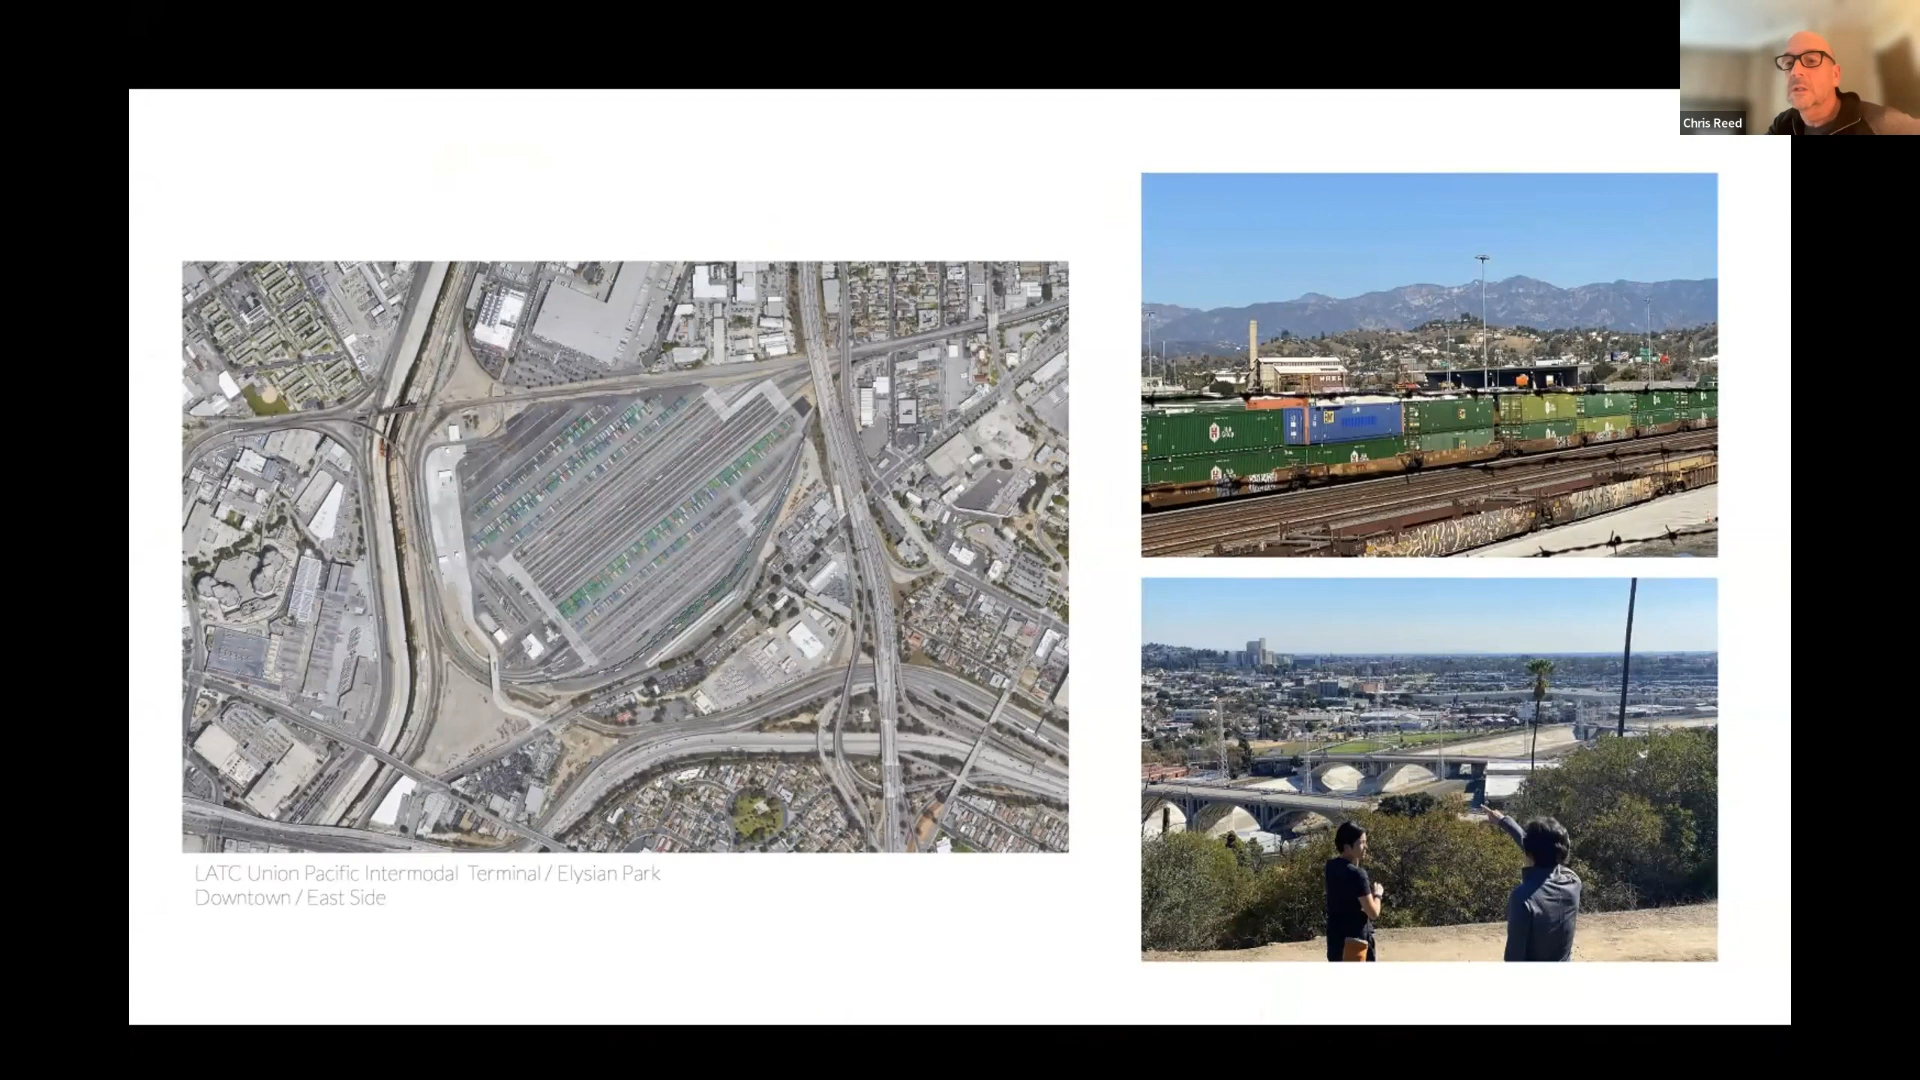 Chris Reed
LATC Union Pacific Intermodal Terminal / Elysian Park
Downtown / East Side